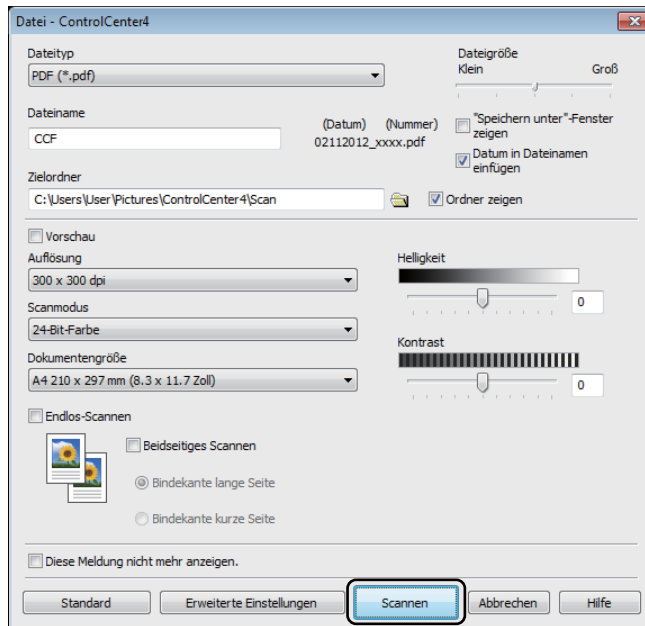 Datei - ControlCenter4
Dateityp
PDF (*.pdf)
Dateigröße
Klein Groß
Dateiname
CCF
(Datum) (Nummer)
02112012_xxxx.pdf
"Speichern unter"-Fenster
zeigen
Datum in Dateinamen
einfügen
Zielordner
C:\Users\User\Pictures\ControlCenter4\Scan
Ordner zeigen
Vorschau
Auflösung
300 x 300 dpi
Scanmodus
24-Bit-Farbe
Dokumentengröße
A4 210 x 297 mm (8.3 x 11.7 Zoll)
Helligkeit
0
Kontrast
0
Endlos-Scannen
Beidseitiges Scannen
Bindekante lange Seite
Bindekante kurze Seite
Diese Meldung nicht mehr anzeigen.
Standard Erweiterte Einstellungen Scannen Abbrechen Hilfe